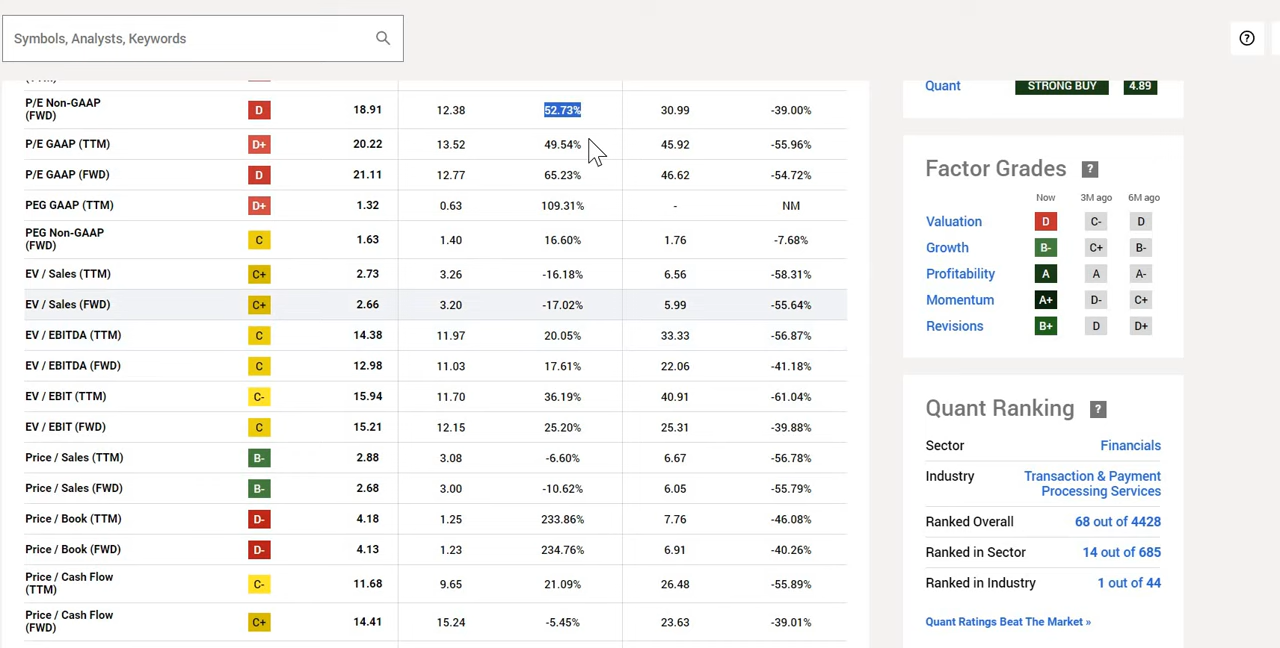 Symbols, Analysts, Keywords
?
(TTM)
P/E Non-GAAP
(FWD) D 18.91 12.38 52.73% 30.99 -39.00%
P/E GAAP (TTM) D+ 20.22 13.52 49.54% 45.92 -55.96%
P/E GAAP (FWD) D 21.11 12.77 65.23% 46.62 -54.72%
PEG GAAP (TTM) D+ 1.32 0.63 109.31% - NM
PEG Non-GAAP
(FWD) C 1.63 1.40 16.60% 1.76 -7.68%
EV / Sales (TTM) C+ 2.73 3.26 -16.18% 6.56 -58.31%
EV / Sales (FWD) C+ 2.66 3.20 -17.02% 5.99 -55.64%
EV / EBITDA (TTM) C 14.38 11.97 20.05% 33.33 -56.87%
EV / EBITDA (FWD) C 12.98 11.03 17.61% 22.06 -41.18%
EV / EBIT (TTM) C- 15.94 11.70 36.19% 40.91 -61.04%
EV / EBIT (FWD) C 15.21 12.15 25.20% 25.31 -39.88%
Price / Sales (TTM) B- 2.88 3.08 -6.60% 6.67 -56.78%
Price / Sales (FWD) B- 2.68 3.00 -10.62% 6.05 -55.79%
Price / Book (TTM) D- 4.18 1.25 233.86% 7.76 -46.08%
Price / Book (FWD) D- 4.13 1.23 234.76% 6.91 -40.26%
Price / Cash Flow
(TTM) C- 11.68 9.65 21.09% 26.48 -55.89%
Price / Cash Flow
(FWD) C+ 14.41 15.24 -5.45% 23.63 -39.01%
Quant STRONG BUY 4.89
Factor Grades ?
Now 3M ago 6M ago
Valuation D C- D
Growth B- C+ B-
Profitability A A A-
Momentum A+ D- C+
Revisions B+ D D+
Quant Ranking ?
Sector Financials
Industry Transaction & Payment
Processing Services
Ranked Overall 68 out of 4428
Ranked in Sector 14 out of 685
Ranked in Industry 1 out of 44
Quant Ratings Beat The Market »